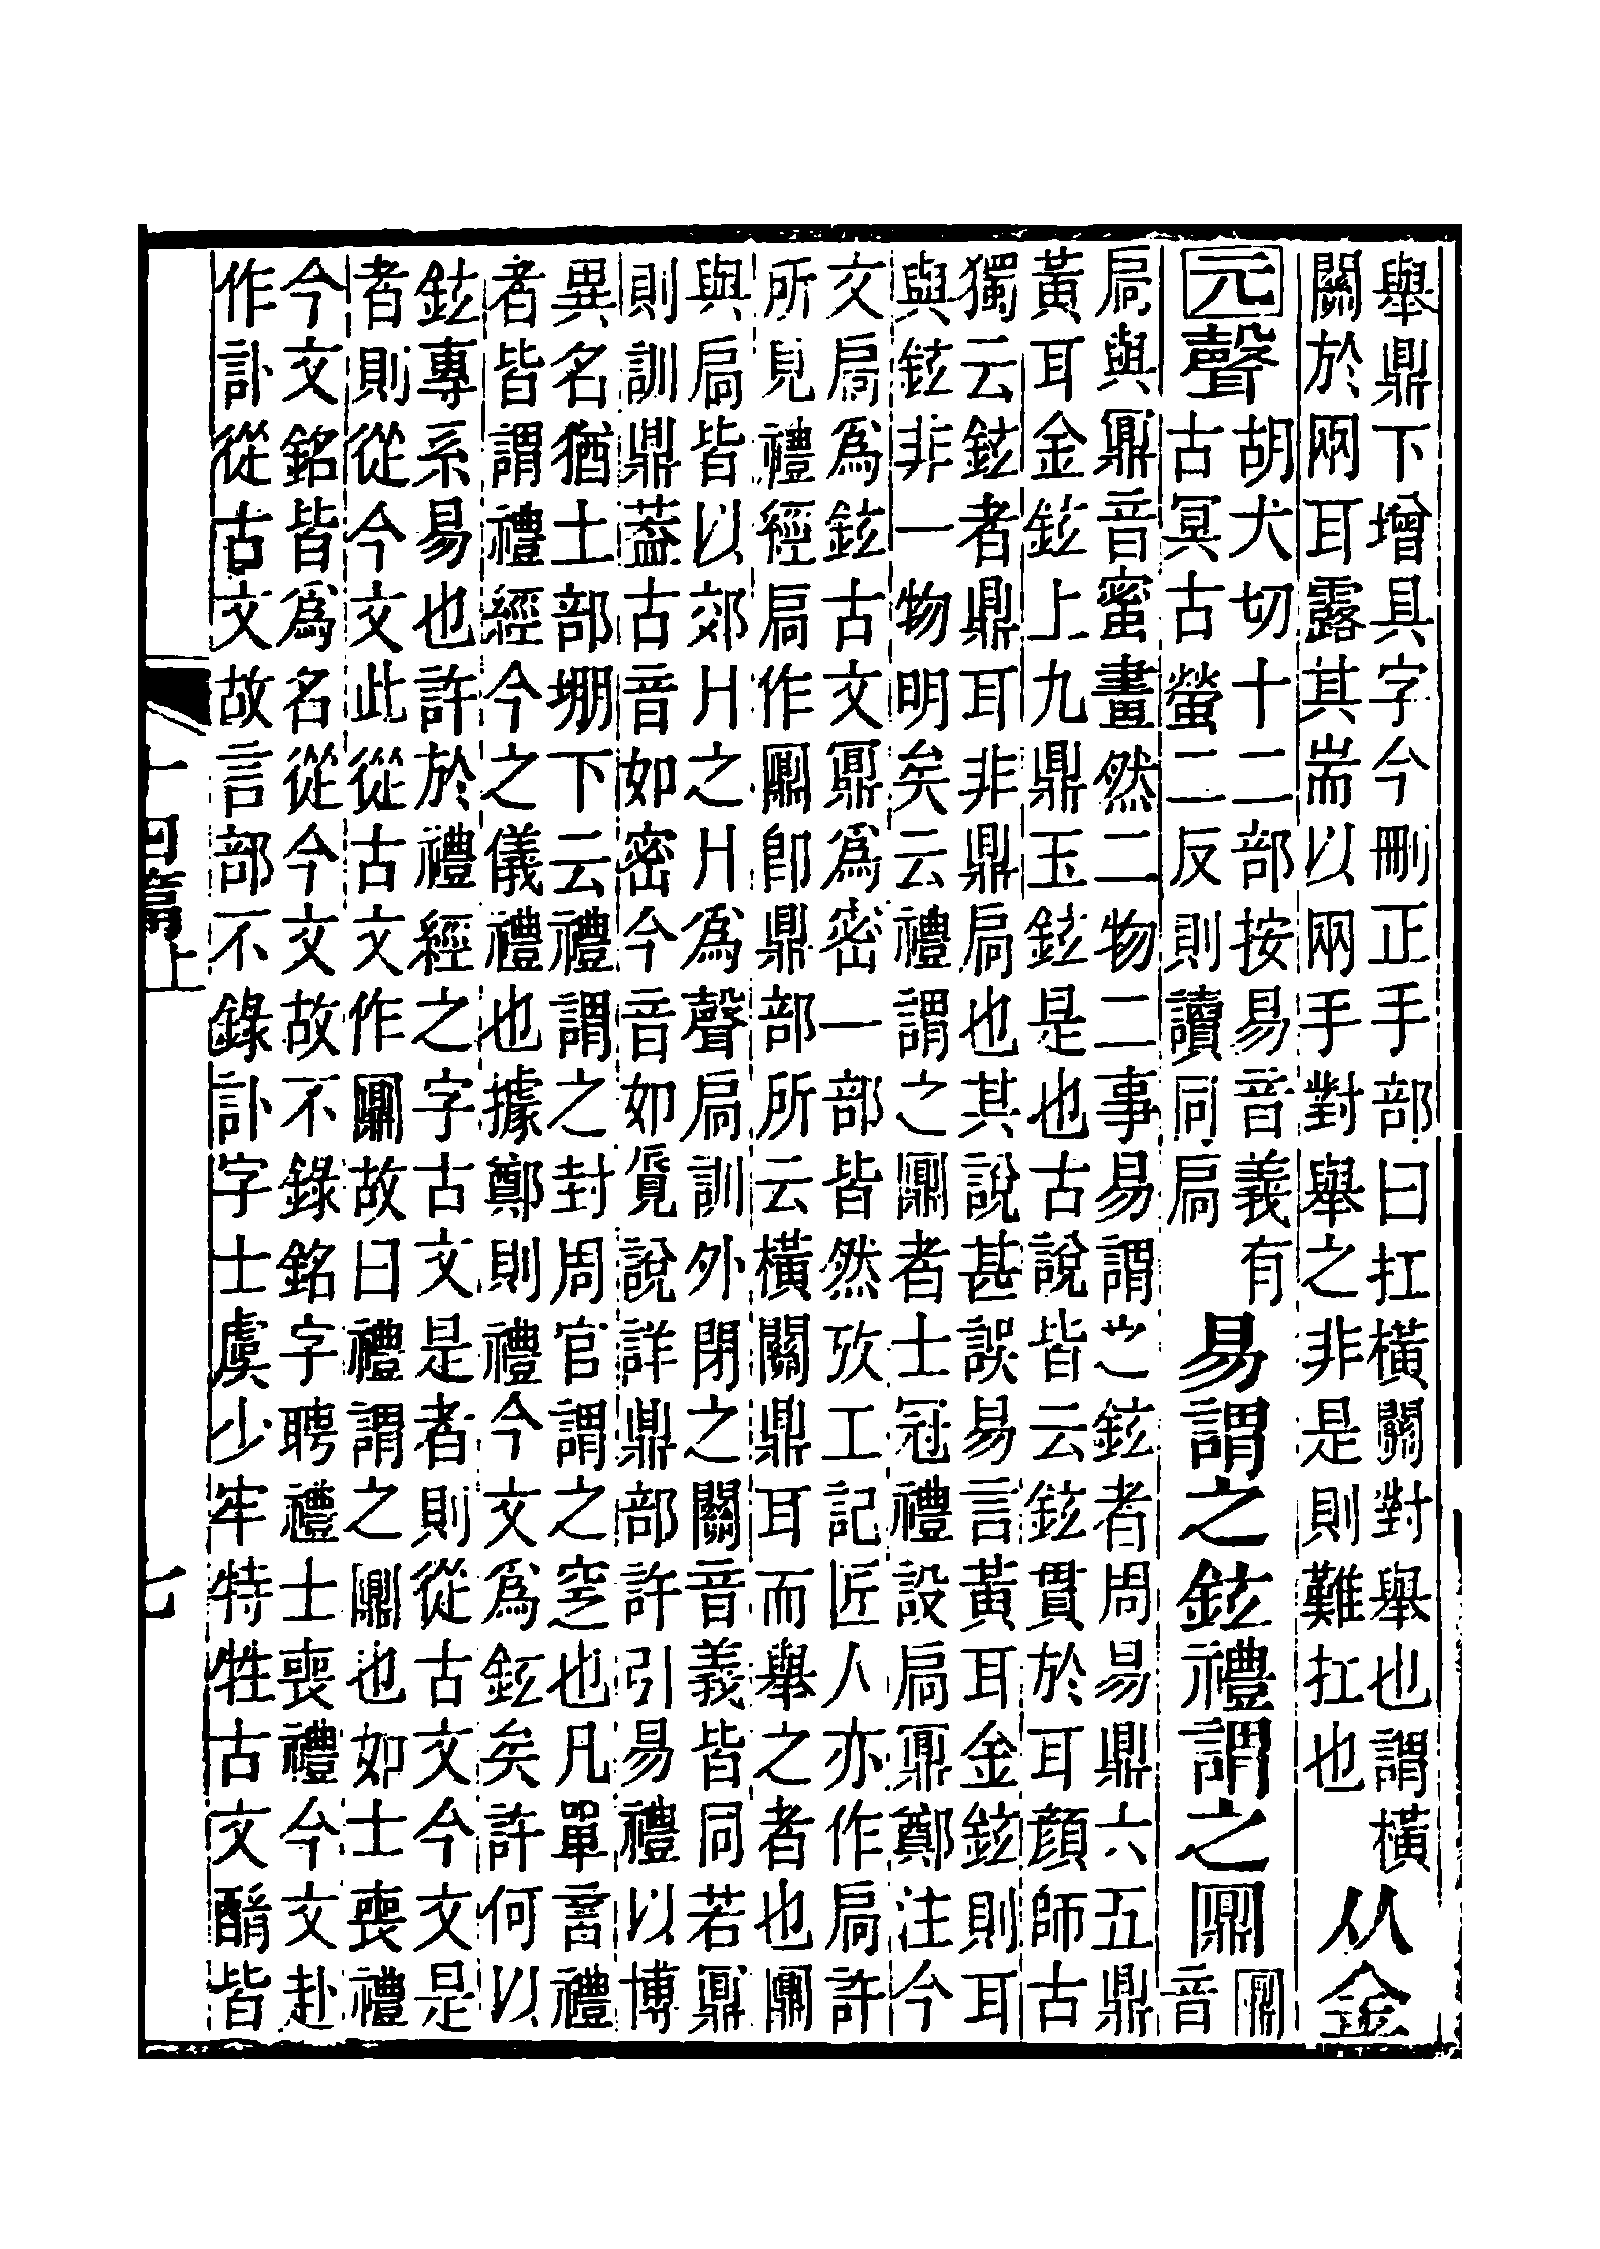 舉鼎下增具字今刪正手部曰扛橫關對舉也謂橫
關於兩耳露其耑以兩手對舉之非是則難扛也
从金
元聲
胡犬切十二部按易音義有
古冥古螢二反則讀同扃
易謂之鉉禮謂之𪔅
𪔅
音
扃與鼏音蜜畫然二物二事易謂之鉉者周易鼎六五鼎
黃耳金鉉上九鼎玉鉉是也古說皆云鉉貫於耳顔師古
獨云鉉者鼎耳非鼎扃也其說甚誤易言黃耳金鉉則耳
與鉉非一物明矣云禮謂之𪔅者士冠禮設扃鼏鄭注今
文扃爲鉉古文鼏爲密一部皆然攷工記匠人亦作扃許
所見禮經扃作𪔅卽鼎部所云橫關鼎耳而舉之者也𪔅
與扃皆以郊冂之冂爲聲扃訓外閉之關音義皆同若鼏
則訓鼎葢古音如密今音如覓說詳鼎部許引易禮以博
異名猶土部堋下云禮謂之封周官謂之窆也凡單言禮
者皆謂禮經今之儀禮也據鄭則禮今文爲鉉矣許何以
鉉專系易也許於禮經之字古文是者則從古文今文是
者則從今文此從古文作𪔅故曰禮謂之𪔅也如士喪禮
今文銘皆爲名從今文故不錄銘字聘禮士喪禮今文赴
作訃從古文故言部不錄訃字士虞少牢特牲古文酳皆
十四篇上
七